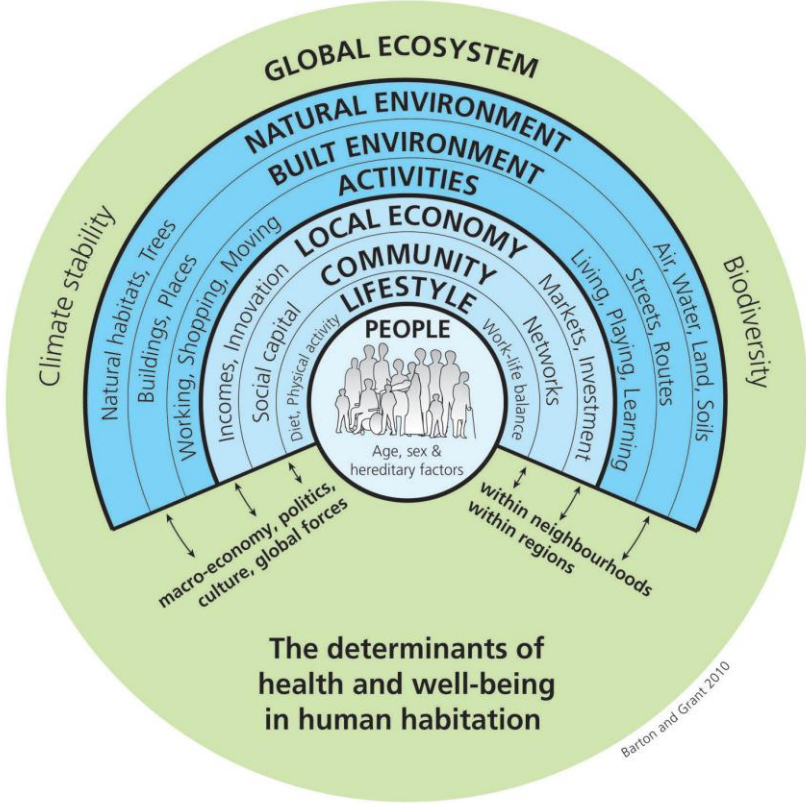 GLOBAL ECOSYSTEM
NATURAL ENVIRONMENT
BUILT ENVIRONMENT
ACTIVITIES
LOCAL ECONOMY
COMMUNITY
LIFESTYLE
PEOPLE
Age, sex &
hereditary factors
Climate stability
Natural habitats, Trees
Buildings, Places
Working, Shopping, Moving
Incomes, Innovation
Social capital
Diet, Physical activity
Work-life balance
Networks
Markets, Investment
Living, Playing, Learning
Streets, Routes
Air, Water, Land, Soils
Biodiversity
macro-economy, politics,
culture, global forces
within neighbourhoods
within regions
The determinants of
health and well-being
in human habitation
Barton and Grant 2010